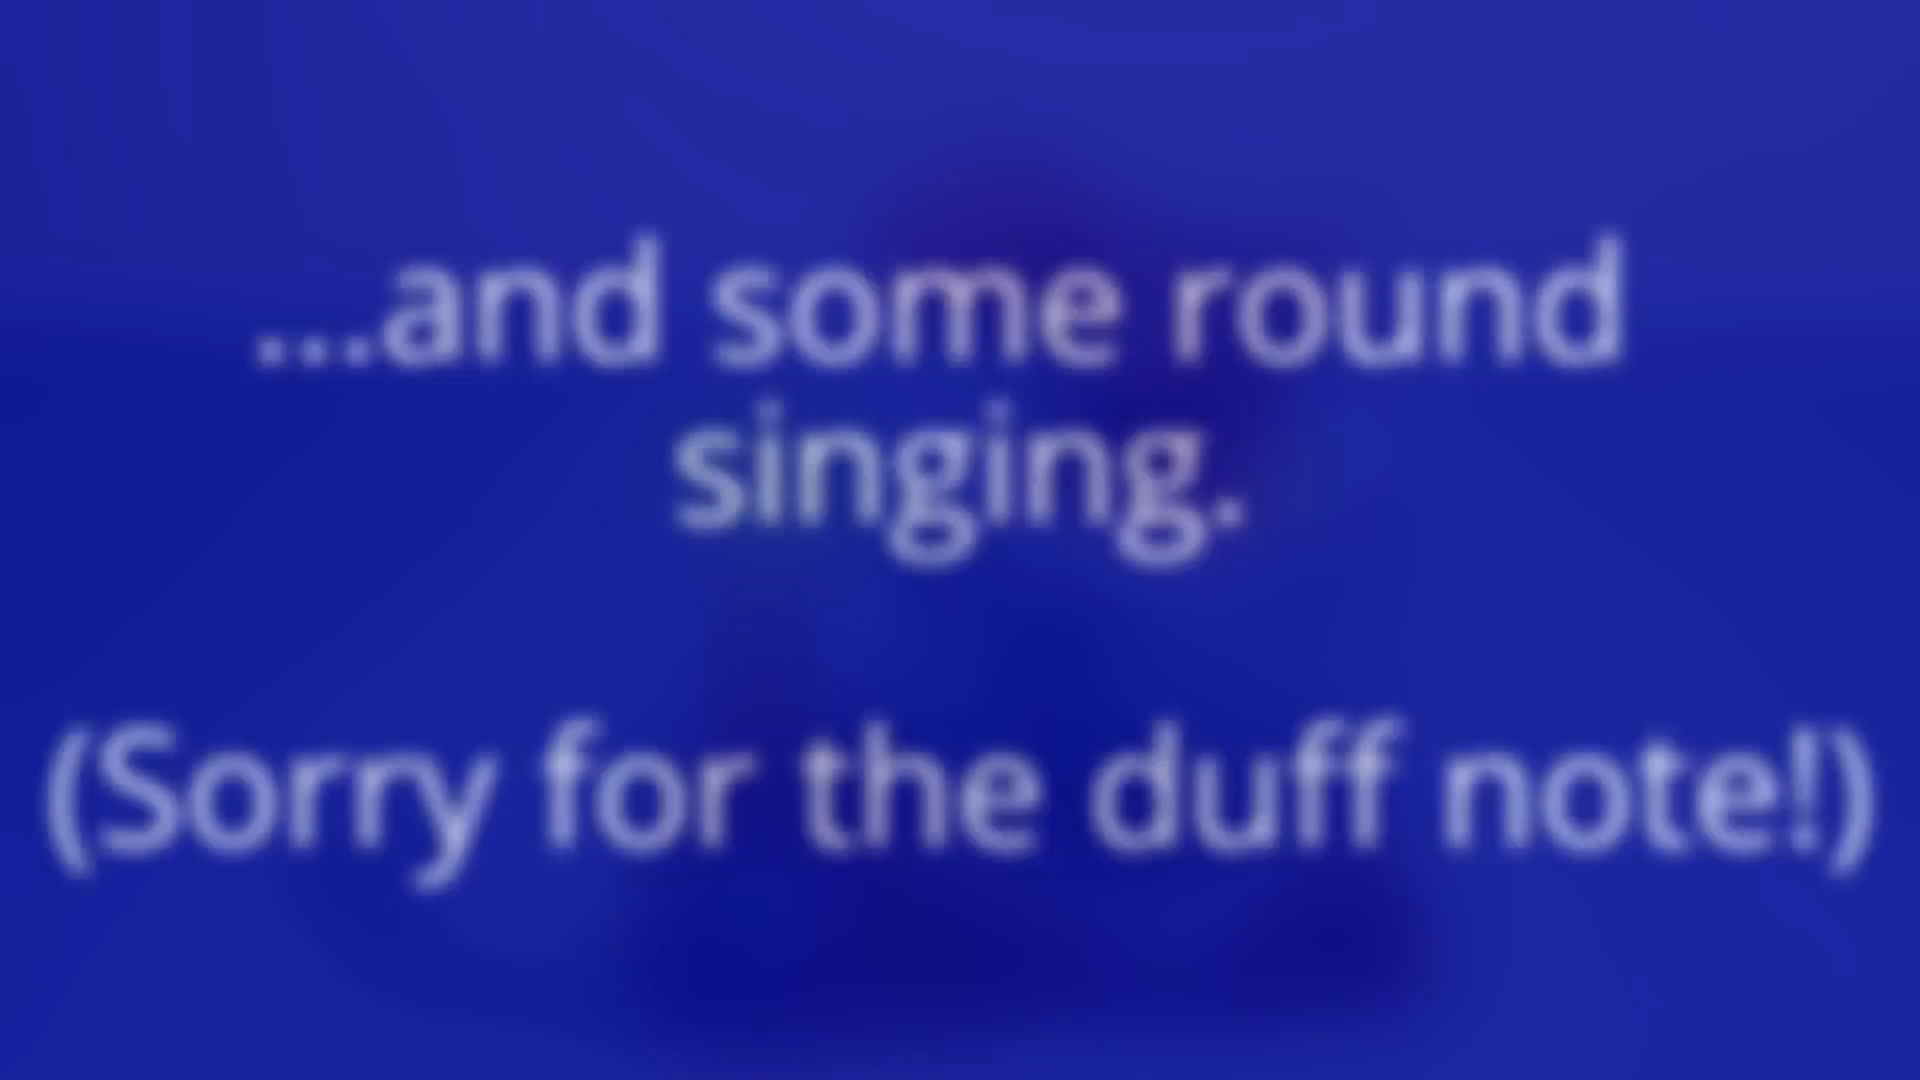 ...and some round
singing.
(Sorry for the duff note!)